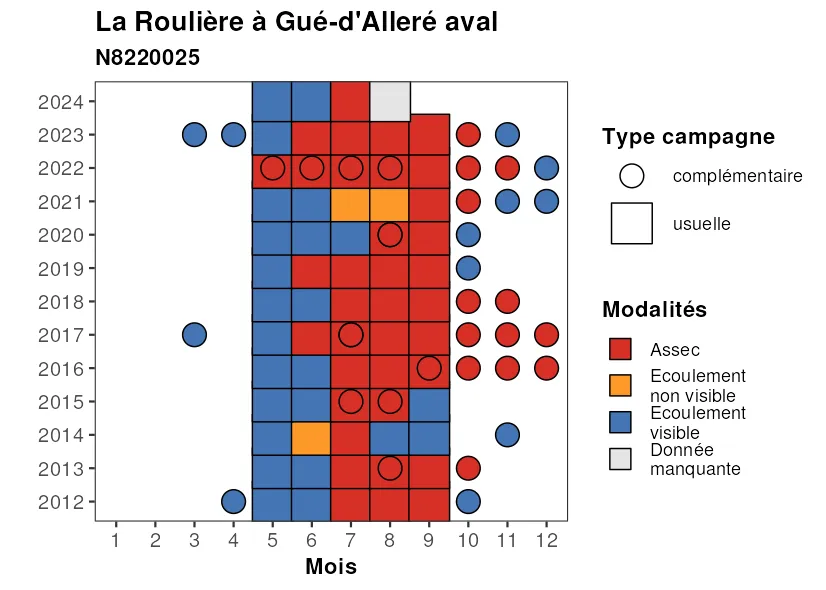 La Roulière à Gué-d'Alleré aval
N8220025
2024
2023
2022
2021
2020
2019
2018
2017
2016
2015
2014
2013
2012
1 2 3 4 5 6 7 8 9 10 11 12
Mois
Type campagne
complémentaire
usuelle
Modalités
Assec
Ecoulement
non visible
Ecoulement
visible
Donnée
manquante